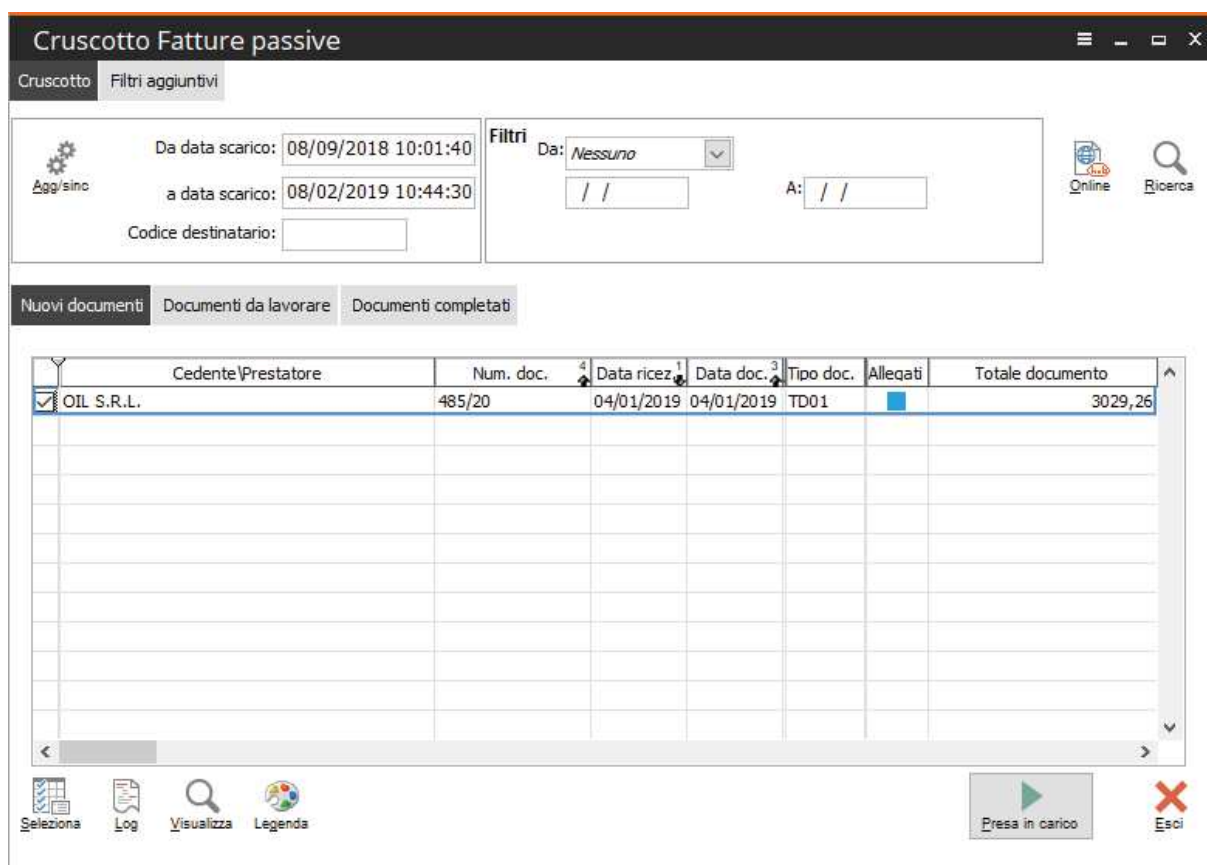 Cruscotto Fatture passive
Cruscotto Filtri aggiuntivi
Agg/sinc
Da data scarico: 08/09/2018 10:01:40
a data scarico: 08/02/2019 10:44:30
Codice destinatario:
Filtri
Da: Nessuno
/ / A: / /
Online Ricerca
Nuovi documenti Documenti da lavorare Documenti completati
Cedente\Prestatore Num. doc. 4 Data ricez. 1 Data doc. 3 Tipo doc. Allegati Totale documento
OIL S.R.L. 485/20 04/01/2019 04/01/2019 TD01 3029,26
Seleziona Log Visualizza Legenda Presa in carico Esci